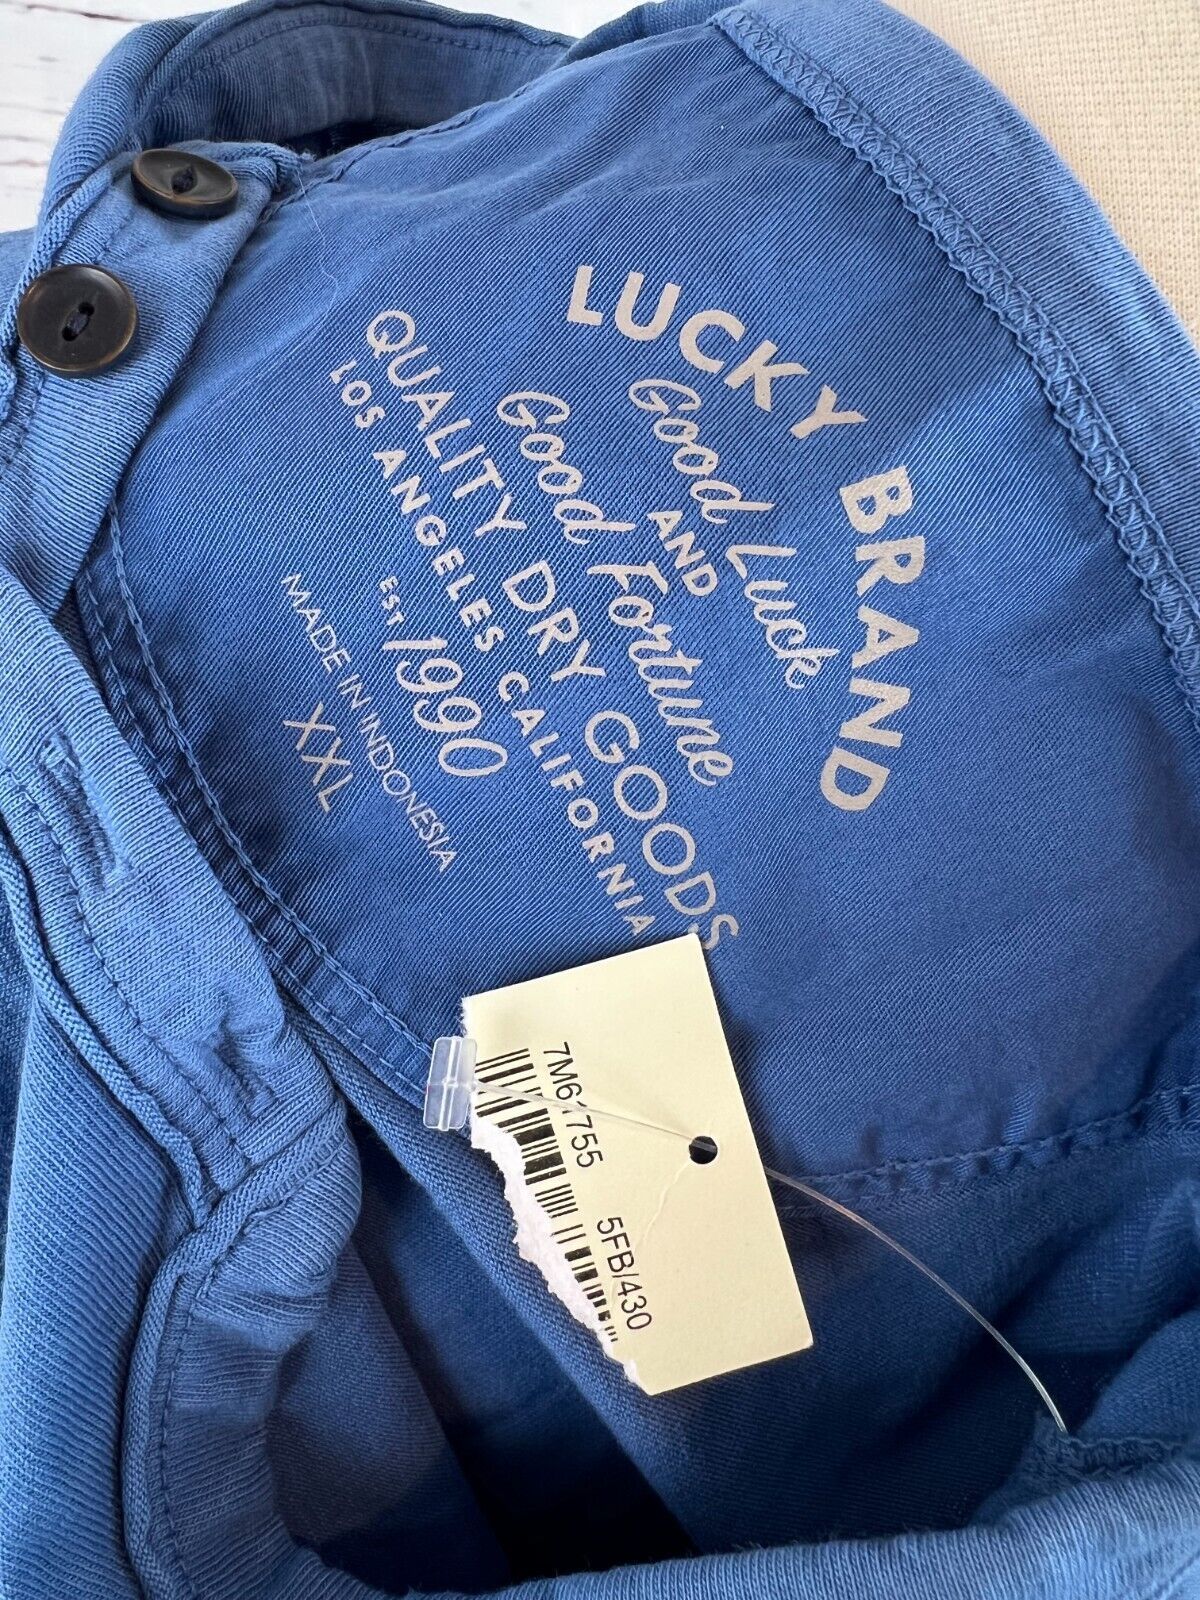 LUCKY BRAND
Good Luck
AND
Good Fortune
QUALITY DRY GOODS
LOS ANGELES CALIFORNIA
EST 1990
MADE IN INDONESIA
XXL
7M61755 5FB/430